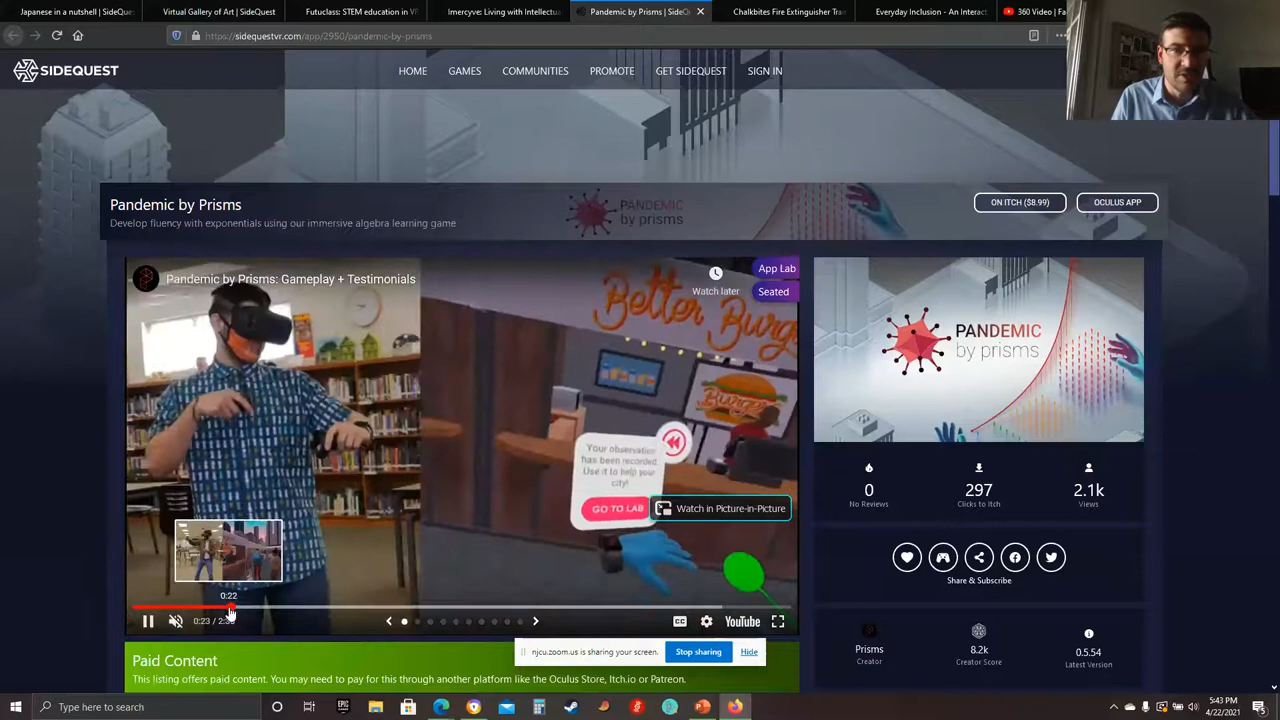 Japanese in a nutshell | SideQues
Virtual Gallery of Art | SideQuest
Futuclass: STEM education in VR
Imercyve: Living with Intellectua
Pandemic by Prisms | SideQ
Chalkbites Fire Extinguisher Train
Everyday Inclusion - An Interact
360 Video | Fa
https://sidequestvr.com/app/2950/pandemic-by-prisms
SIDEQUEST
HOME GAMES COMMUNITIES PROMOTE GET SIDEQUEST SIGN IN
Pandemic by Prisms
Develop fluency with exponentials using our immersive algebra learning game
PANDEMIC
by prisms
ON ITCH ($8.99)
OCULUS APP
Pandemic by Prisms: Gameplay + Testimonials
Watch later
App Lab
Seated
Better Burge
Your observation
has been recorded.
Use it to help your
city!
GO TO LAB
Watch in Picture-in-Picture
0:22
0:23 / 2:35
CC
YouTube
PANDEMIC
by prisms
0
No Reviews
297
Clicks to Itch
2.1k
Views
Share & Subscribe
Prisms
Creator
8.2k
Creator Score
0.5.54
Latest Version
njcu.zoom.us is sharing your screen.
Stop sharing
Hide
Paid Content
This listing offers paid content. You may need to pay for this through another platform like the Oculus Store, Itch.io or Patreon.
Type here to search
EPIC
5:43 PM
4/22/2021